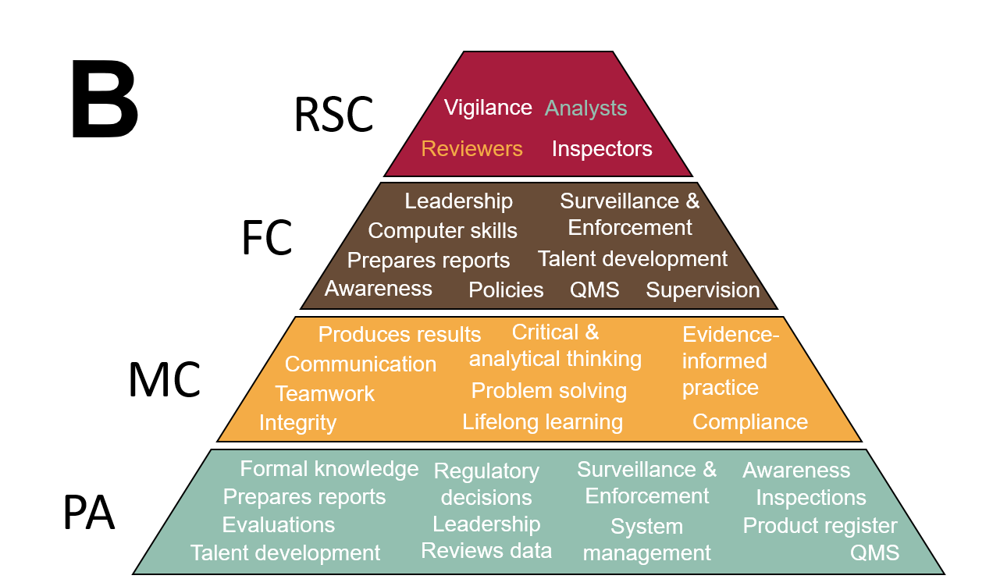 B
RSC
Vigilance Analysts
Reviewers Inspectors
FC
Leadership
Computer skills
Prepares reports
Awareness
Surveillance &
Enforcement
Talent development
Policies QMS Supervision
MC
Produces results
Communication
Teamwork
Integrity
Critical &
analytical thinking
Problem solving
Lifelong learning
Evidence-
informed
practice
Compliance
PA
Formal knowledge
Prepares reports
Evaluations
Talent development
Regulatory
decisions
Leadership
Reviews data
Surveillance &
Enforcement
System
management
Awareness
Inspections
Product register
QMS